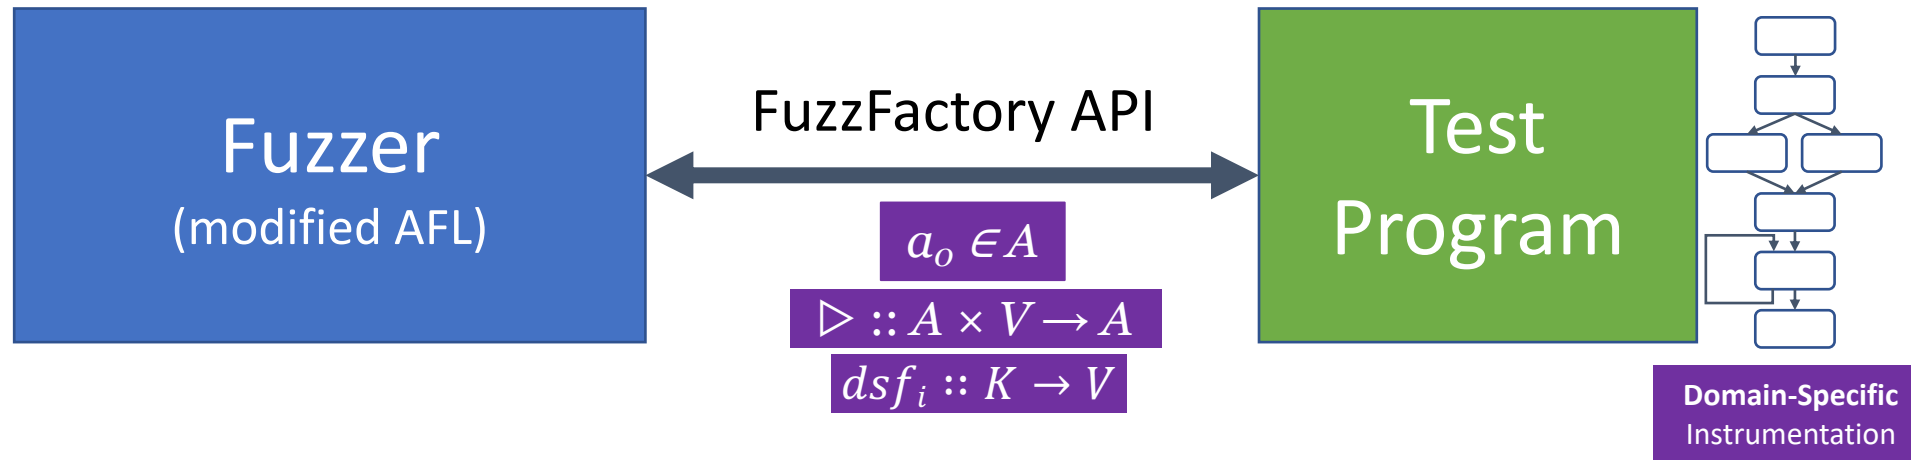 Fuzzer
(modified AFL)
FuzzFactory API
a₀ ∈ A
▷ :: A × V → A
dsfᵢ :: K → V
Test
Program
Domain-Specific
Instrumentation